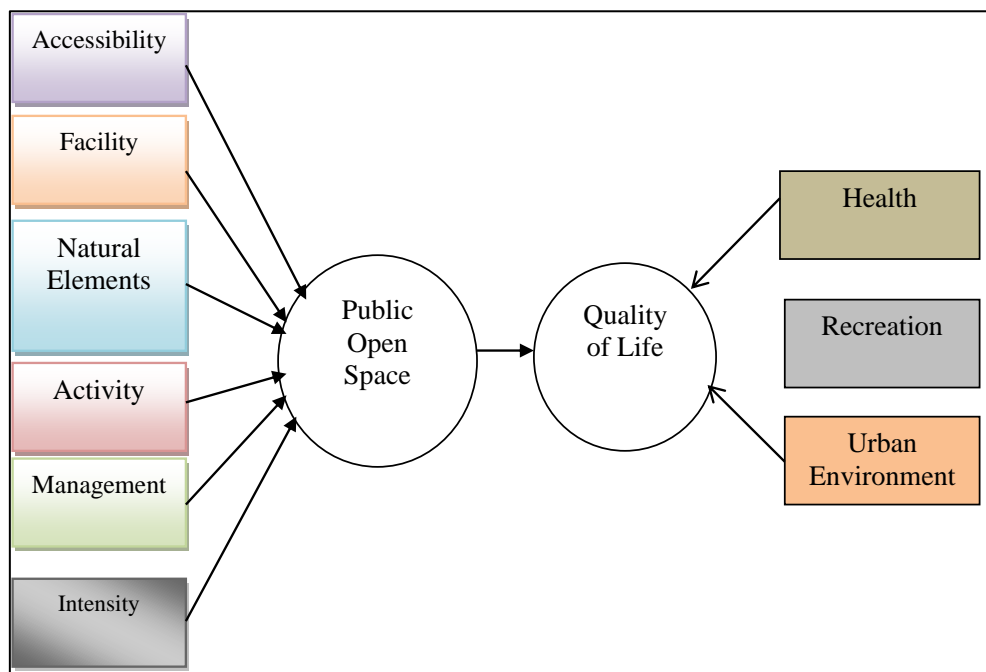 Accessibility
Facility
Natural
Elements
Activity
Management
Intensity
Public
Open
Space
Quality
of Life
Health
Recreation
Urban
Environment